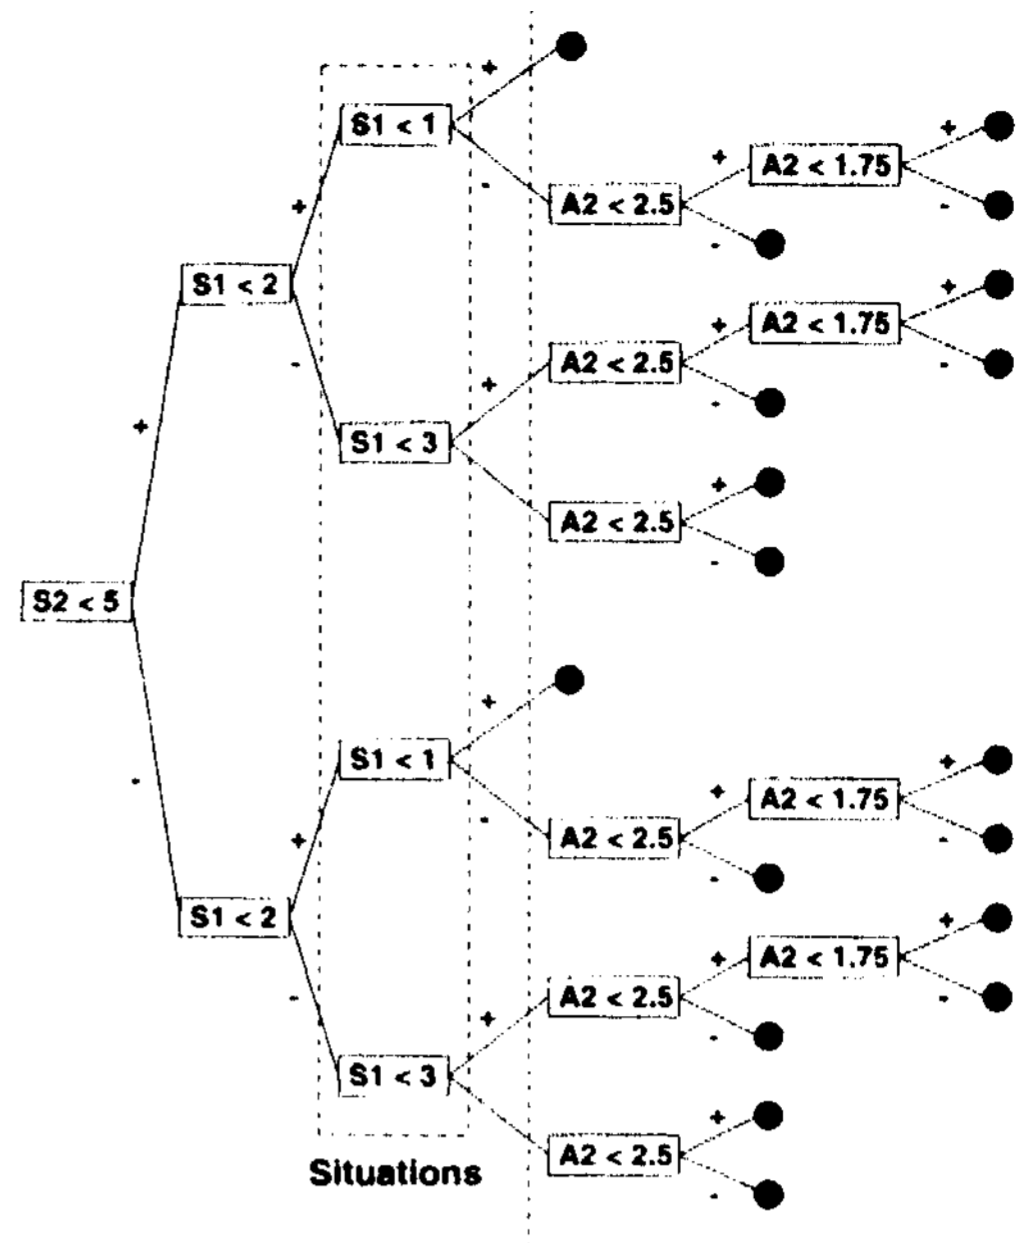 +
S1 < 1
+
A2 < 1.75
+
-
-
+
A2 < 2.5
-
-
S1 < 2
+
A2 < 1.75
+
-
A2 < 2.5
+
-
-
+
S1 < 3
+
A2 < 2.5
-
-
S2 < 5
+
S1 < 1
+
A2 < 1.75
-
+
-
+
A2 < 2.5
-
-
S1 < 2
+
A2 < 1.75
+
-
A2 < 2.5
+
-
-
S1 < 3
+
A2 < 2.5
-
Situations